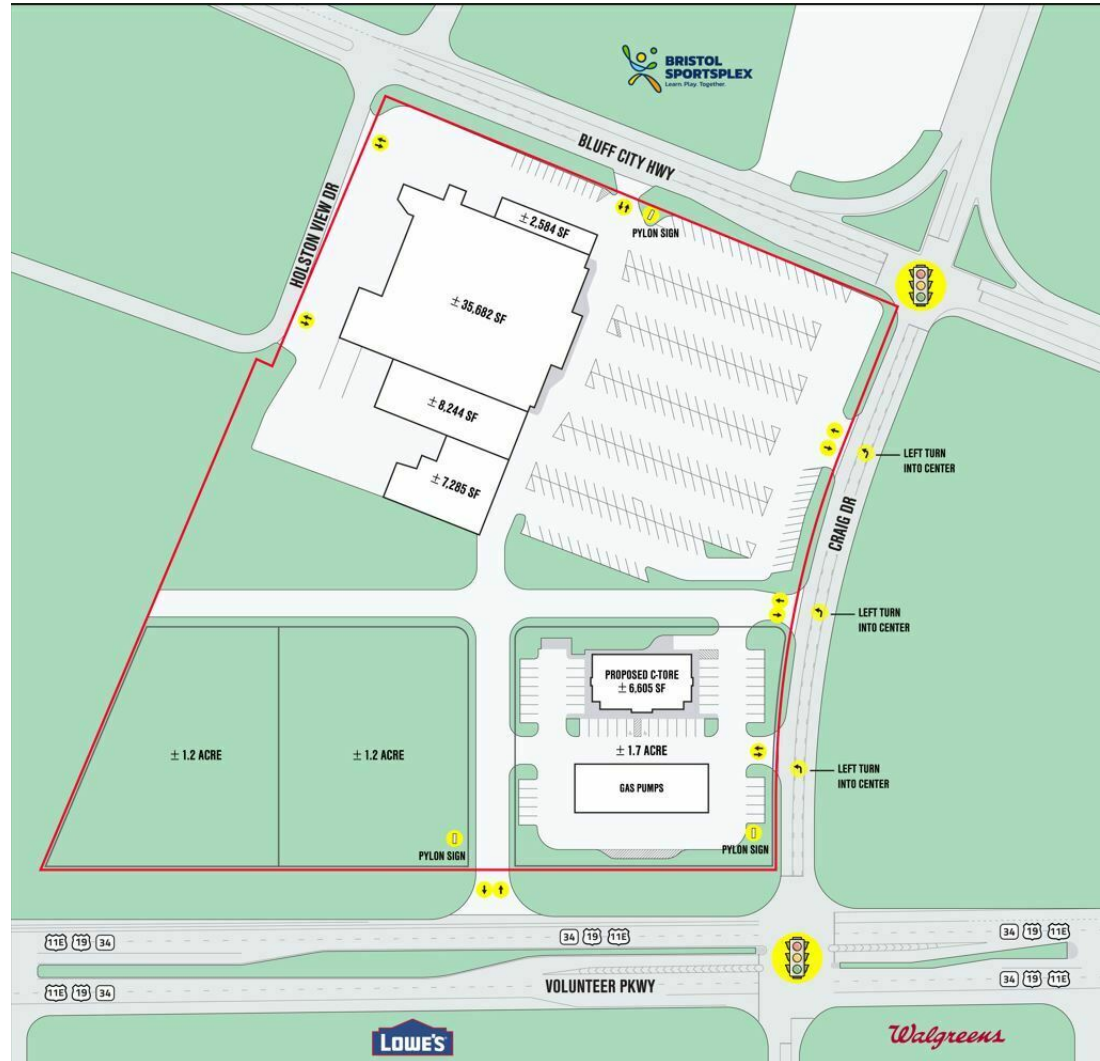 BRISTOL
SPORTSPLEX
Learn. Play. Together.
BLUFF CITY HWY
HOLSTON VIEW DR
± 2,584 SF
PYLON SIGN
± 35,682 SF
± 8,244 SF
± 7,285 SF
LEFT TURN
INTO CENTER
CRAIG DR
LEFT TURN
INTO CENTER
PROPOSED C-TORE
± 6,605 SF
± 1.2 ACRE
± 1.2 ACRE
± 1.7 ACRE
LEFT TURN
INTO CENTER
GAS PUMPS
PYLON SIGN
PYLON SIGN
11E 19 34
34 19 11E
34 19 11E
11E 19 34
VOLUNTEER PKWY
34 19 11E
LOWE'S
Walgreens